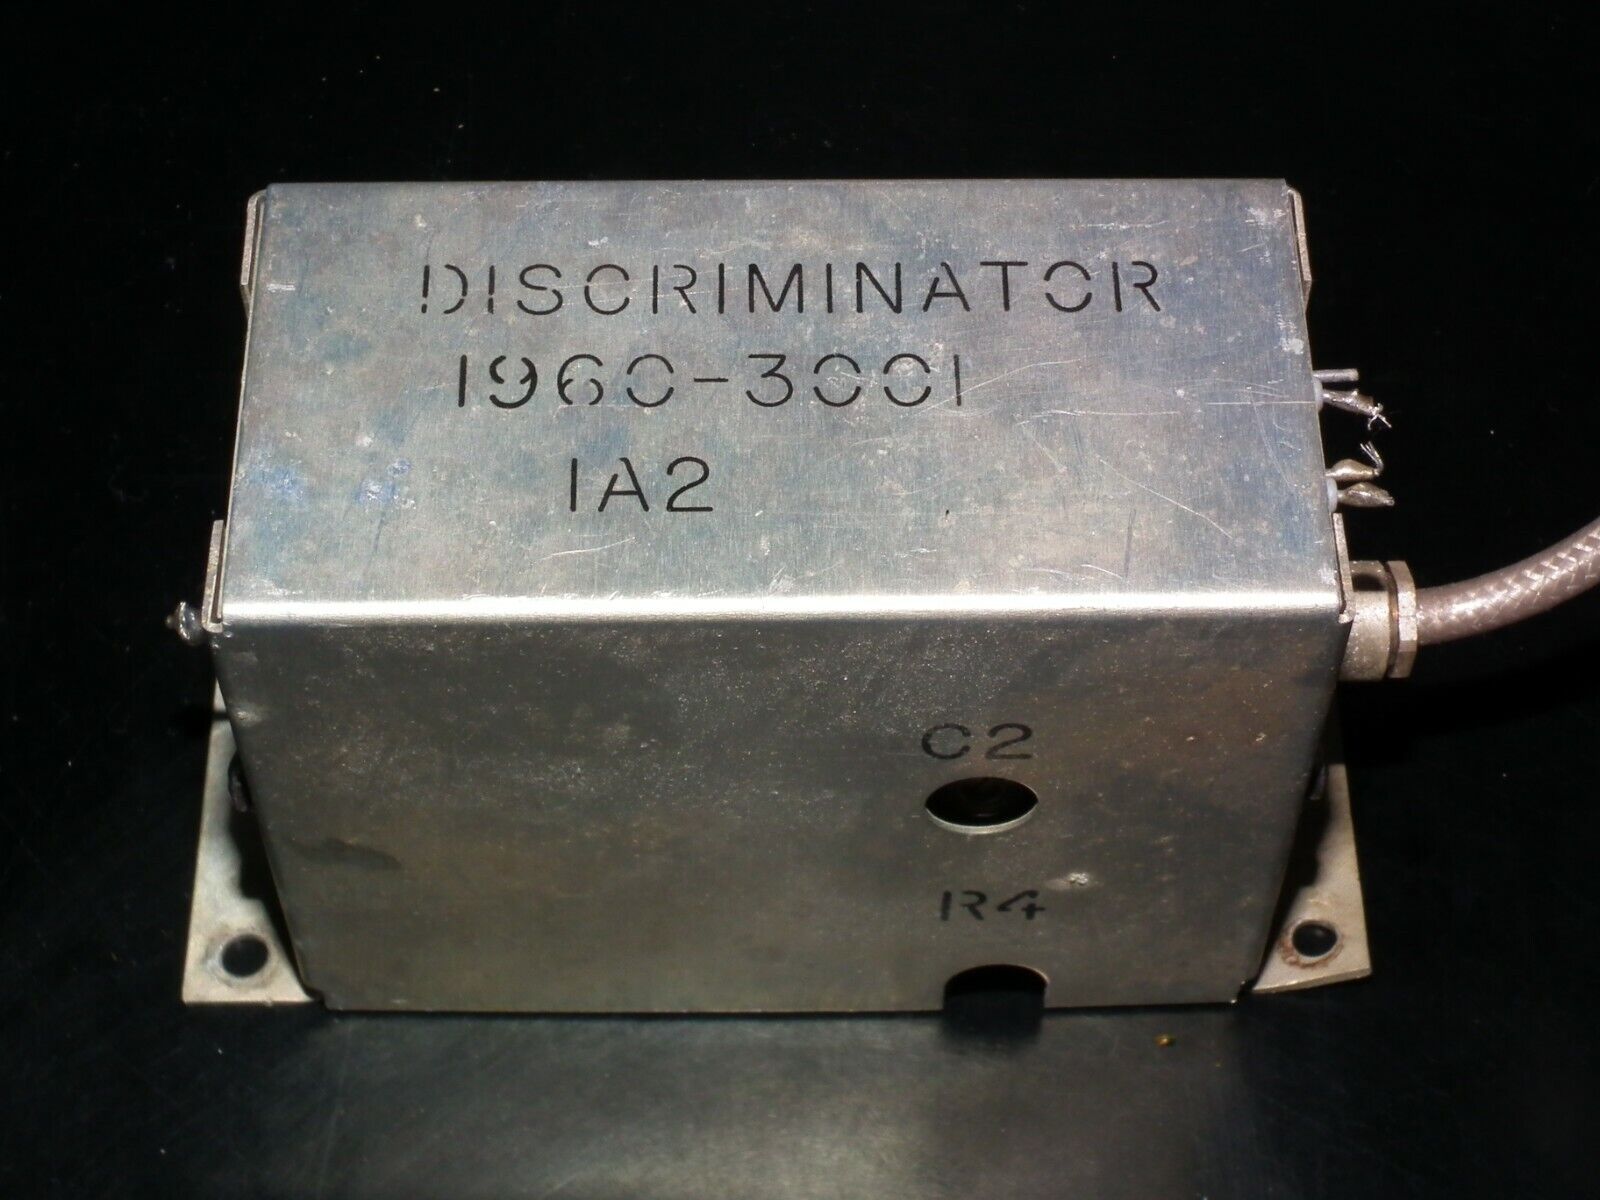 DISCRIMINATOR
1960-3001
1A2
C2
R4